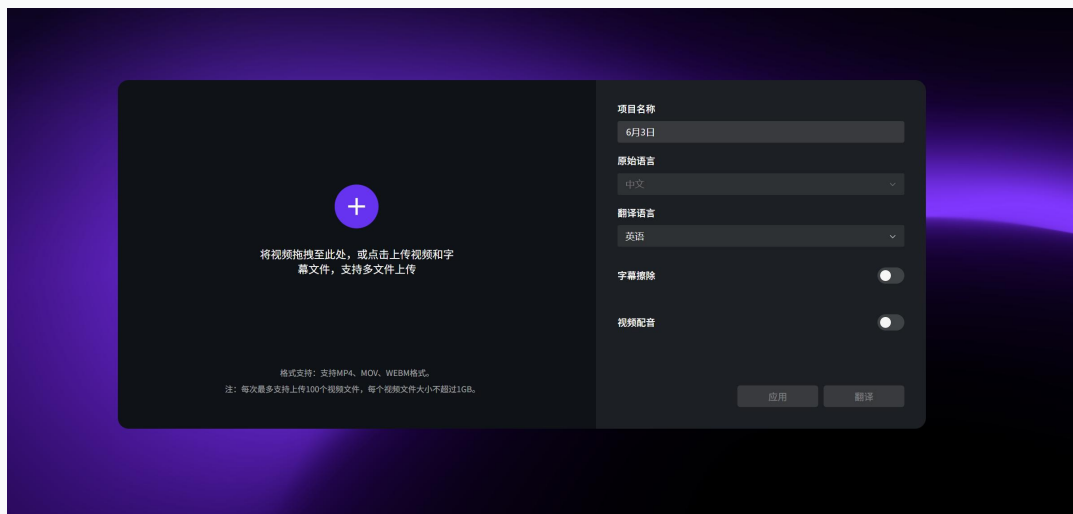 将视频拖拽至此处，或点击上传视频和字
幕文件，支持多文件上传
格式支持：支持MP4、MOV、WEBM格式。
注：每次最多支持上传100个视频文件，每个视频文件大小不超过1GB。
项目名称
6月3日
原始语言
中文
翻译语言
英语
字幕擦除
视频配音
应用 翻译